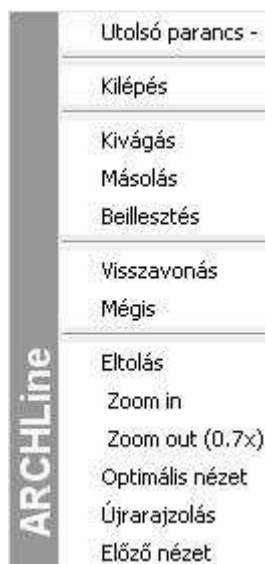 Utolsó parancs -
Kilépés
Kivágás
Másolás
Beillesztés
Visszavonás
Mégis
Eltolás
Zoom in
Zoom out (0.7x)
Optimális nézet
Újrarajzolás
Előző nézet
ARCHLine